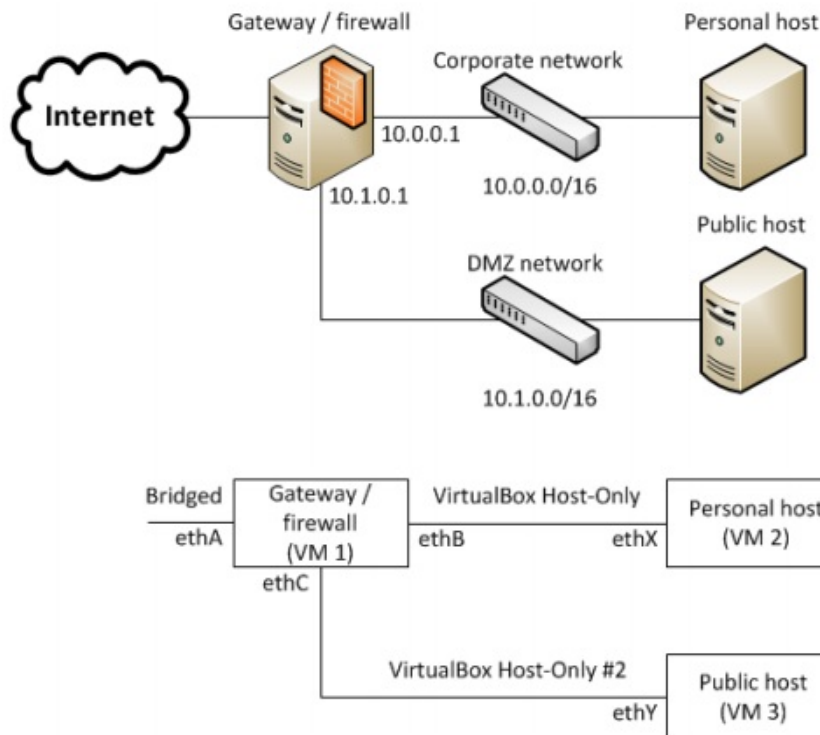 Gateway / firewall
Personal host
Corporate network
Internet
10.0.0.1
10.0.0.0/16
10.1.0.1
Public host
DMZ network
10.1.0.0/16
Bridged
ethA
Gateway /
firewall
(VM 1)
VirtualBox Host-Only
ethB
ethX
Personal host
(VM 2)
ethC
VirtualBox Host-Only #2
ethY
Public host
(VM 3)